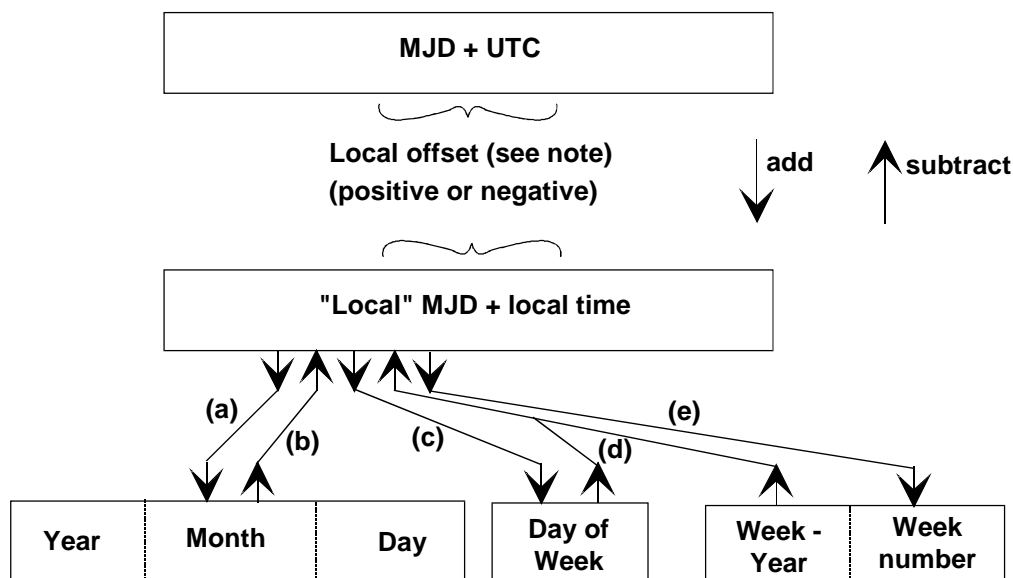 MJD + UTC
Local offset (see note)
(positive or negative)
add
subtract
"Local" MJD + local time
(a)
(b)
(c)
(d)
(e)
Year
Month
Day
Day of
Week
Week -
Year
Week
number